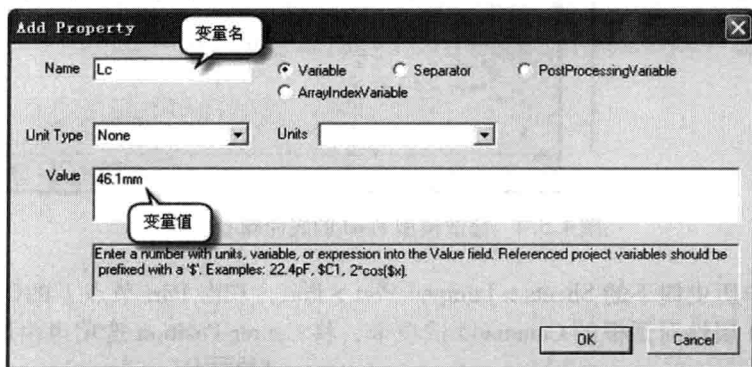 Add Property
变量名
Name Lc Variable Separator PostProcessingVariable
ArrayIndexVariable
Unit Type None Units
Value 46.1mm
变量值
Enter a number with units, variable, or expression into the Value field. Referenced project variables should be
prefixed with a '$'. Examples: 22.4pF, $C1, 2*cos($x).
OK Cancel